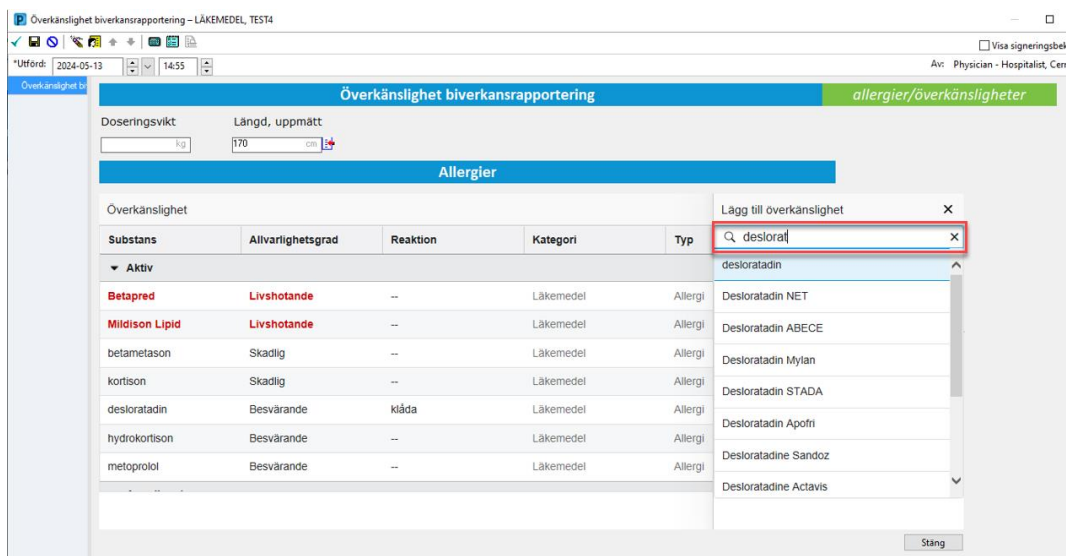 Överkänslighet biverkansrapportering – LÄKEMEDEL, TEST4
Visa signeringsbek
*Utförd: 2024-05-13 14:55 Av: Physician - Hospitalist, Cern
Överkänslighet bi
Överkänslighet biverkansrapportering allergier/överkänsligheter
Doseringsvikt Längd, uppmätt
kg 170 cm
Allergier
Överkänslighet Lägg till överkänslighet
Substans Allvarlighetsgrad Reaktion Kategori Typ deslorat
Aktiv desloratadin
Betapred Livshotande -- Läkemedel Allergi Desloratadin NET
Mildison Lipid Livshotande -- Läkemedel Allergi Desloratadin ABECE
betametason Skadlig -- Läkemedel Allergi Desloratadin Mylan
kortison Skadlig -- Läkemedel Allergi Desloratadin STADA
desloratadin Besvärande klåda Läkemedel Allergi Desloratadin Apofri
hydrokortison Besvärande -- Läkemedel Allergi Desloratadine Sandoz
metoprolol Besvärande -- Läkemedel Allergi Desloratadine Actavis
Stäng